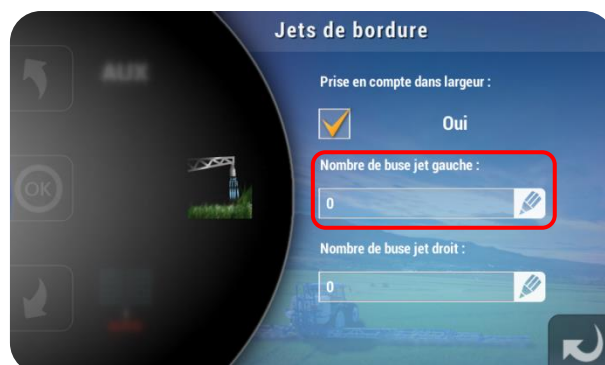 Jets de bordure
AUX
Prise en compte dans largeur :
Oui
Nombre de buse jet gauche :
OK
0
Nombre de buse jet droit :
0